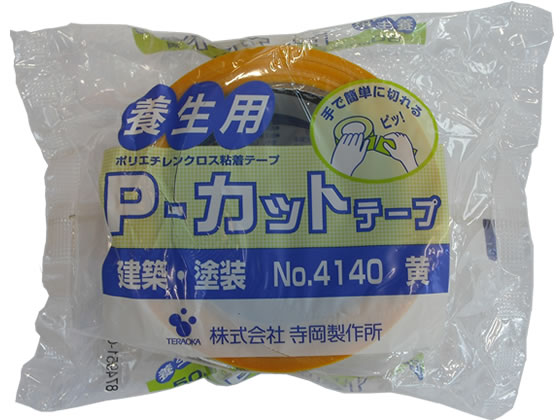 養生用
手で簡単に切れる
ピッ!
ポリエチレンクロス粘着テープ
P-カットテープ
建築・塗装 No.4140 黄
TERAOKA
株式会社 寺岡製作所